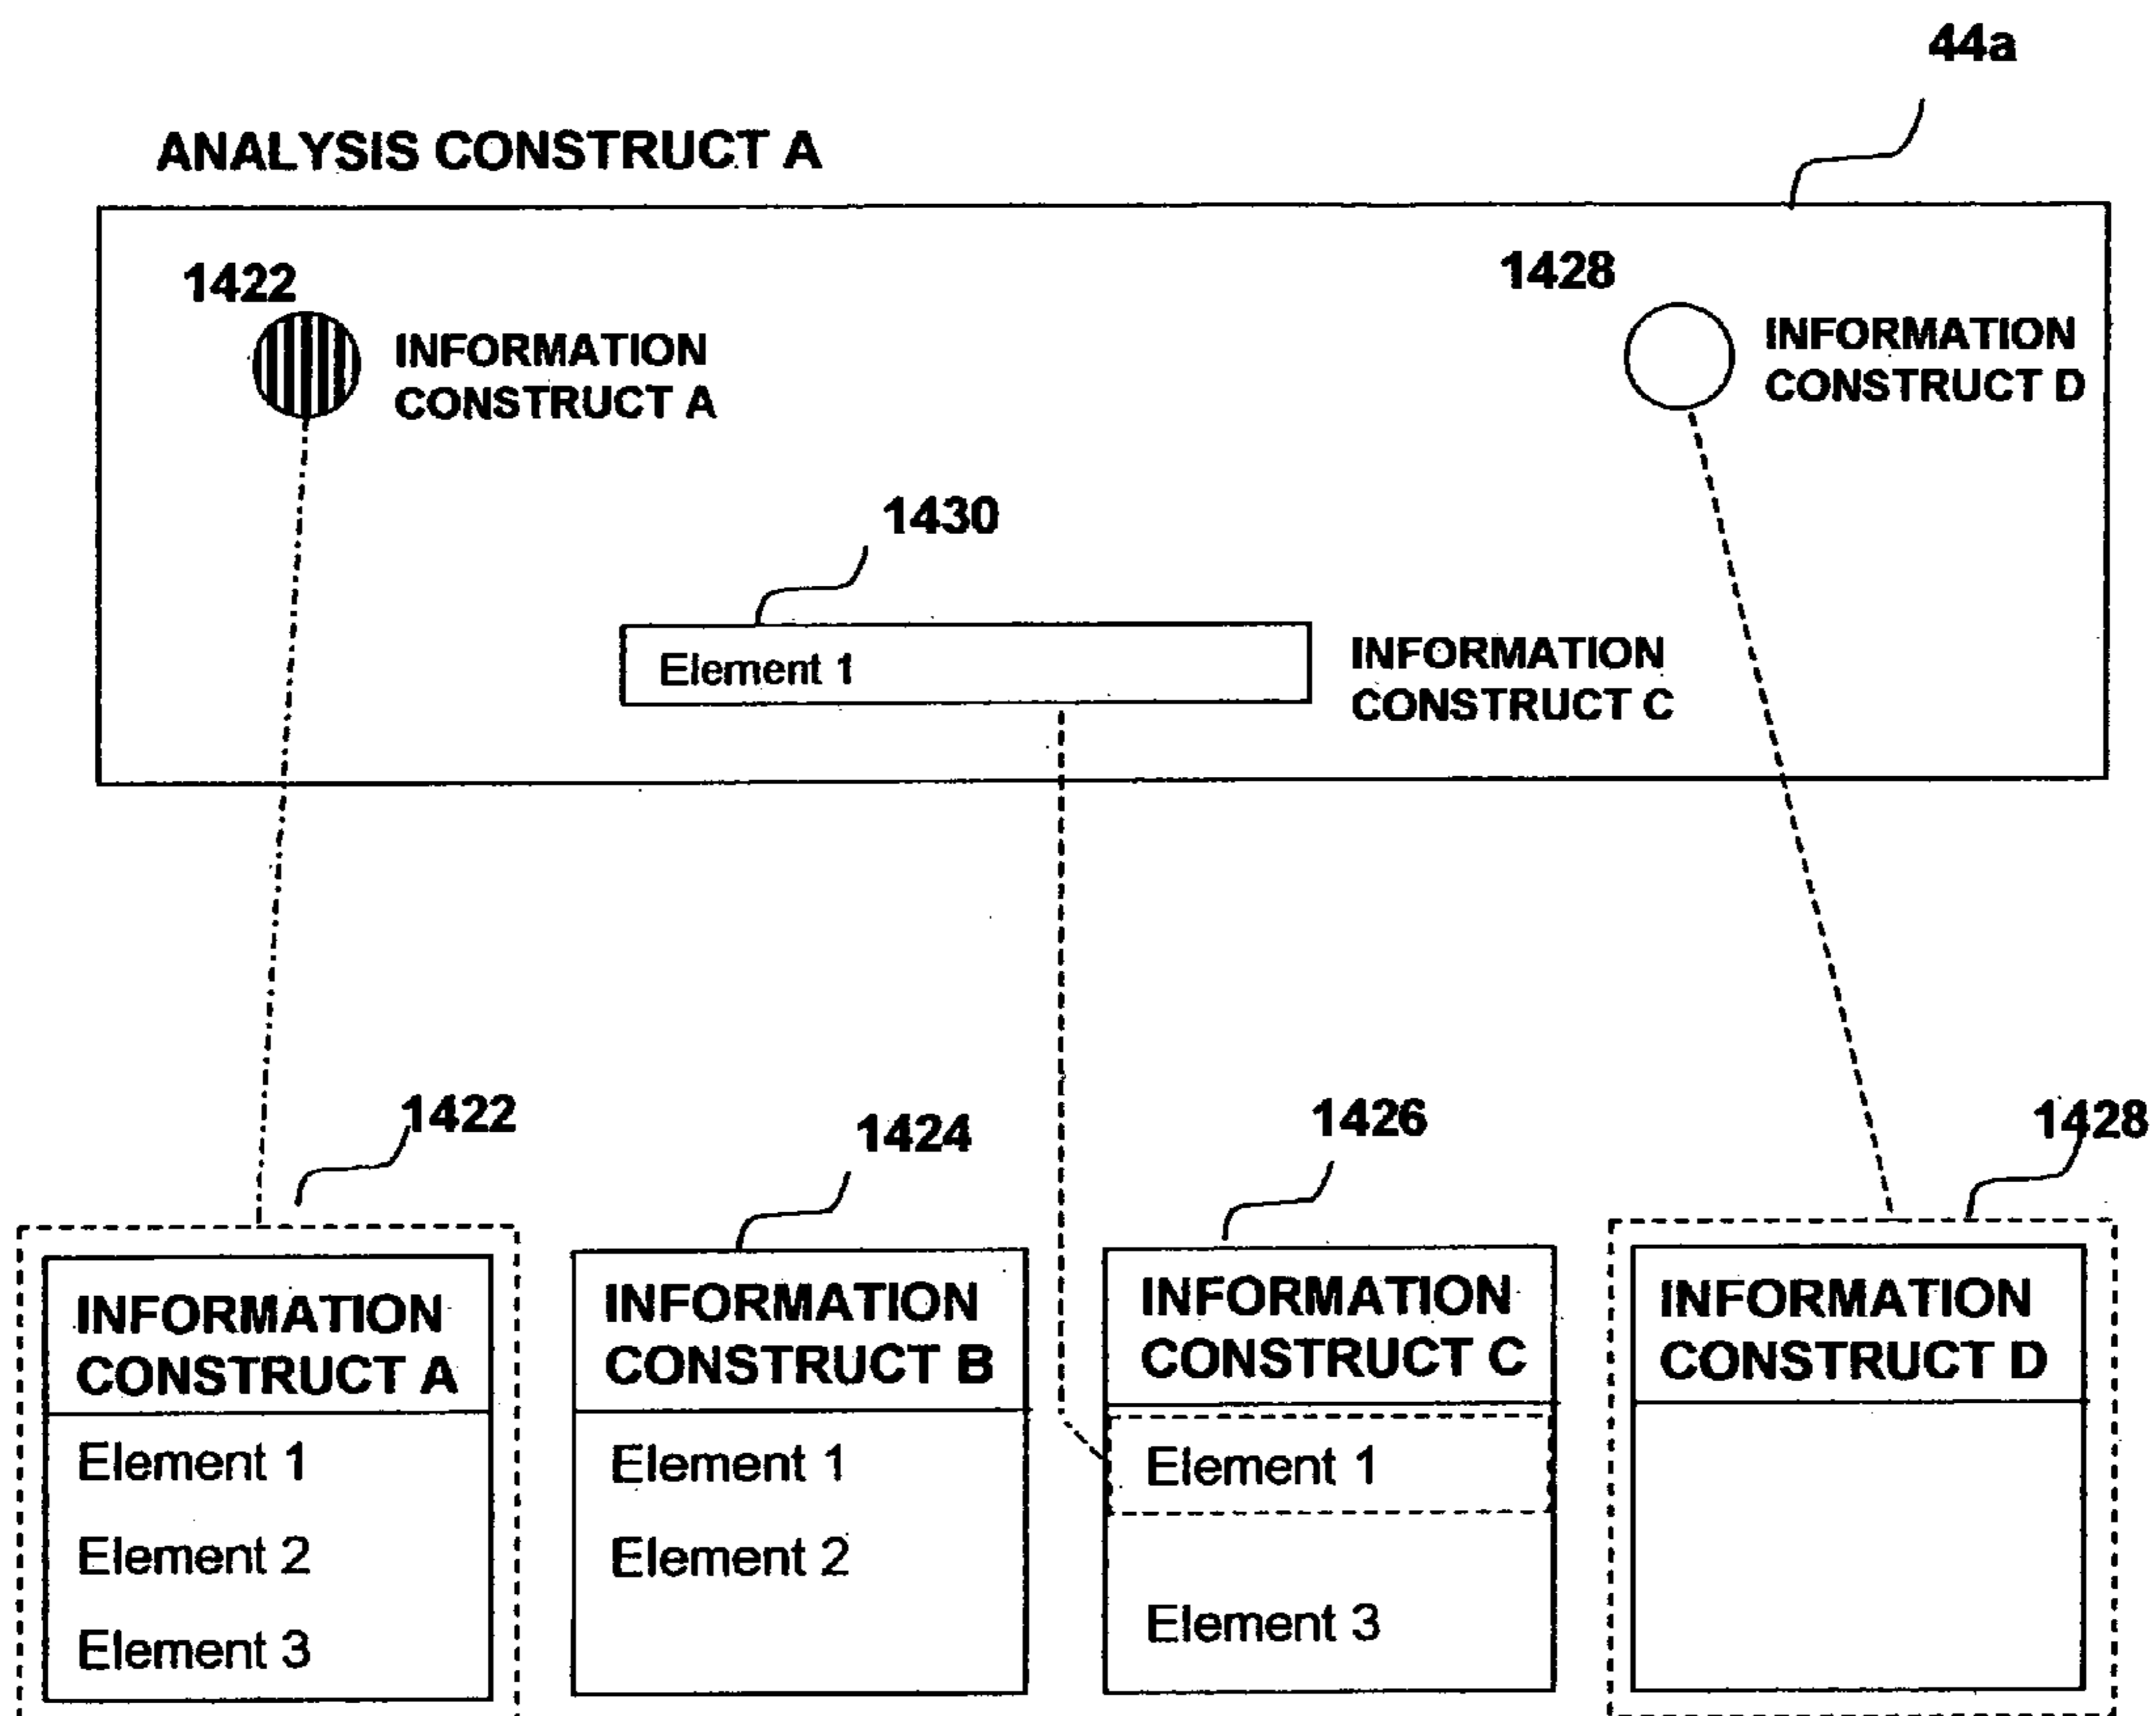 44a
ANALYSIS CONSTRUCT A
1422
INFORMATION
CONSTRUCT A
1428
INFORMATION
CONSTRUCT D
1430
Element 1
INFORMATION
CONSTRUCT C
1422
1424
1426
1428
INFORMATION
CONSTRUCT A
Element 1
Element 2
Element 3
INFORMATION
CONSTRUCT B
Element 1
Element 2
INFORMATION
CONSTRUCT C
Element 1
Element 3
INFORMATION
CONSTRUCT D